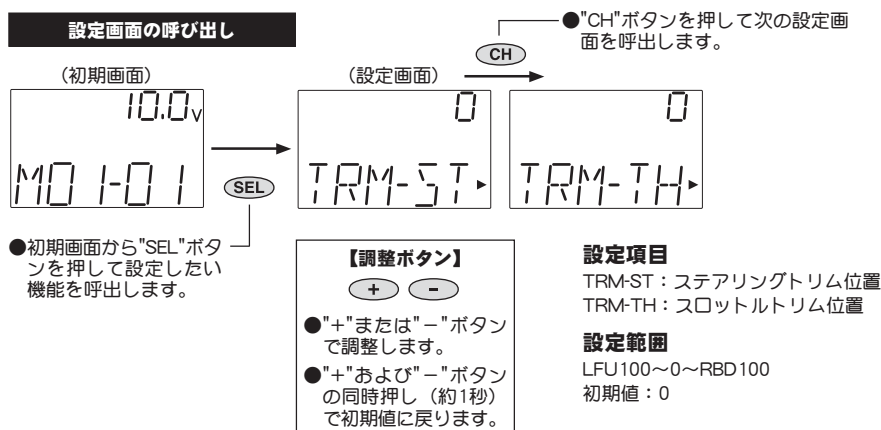 設定画面の呼び出し
●"CH"ボタンを押して次の設定画
面を呼出します。
CH
（初期画面）
（設定画面）
10.0V
M01-01
SEL
0
TRM-ST▸
0
TRM-TH▸
●初期画面から"SEL"ボタ
ンを押して設定したい
機能を呼出します。
【調整ボタン】
+ −
●"+"または"−"ボタン
で調整します。
●"+"および"−"ボタン
の同時押し（約1秒）
で初期値に戻ります。
設定項目
TRM-ST：ステアリングトリム位置
TRM-TH：スロットルトリム位置
設定範囲
LFU100～0～RBD100
初期値：0